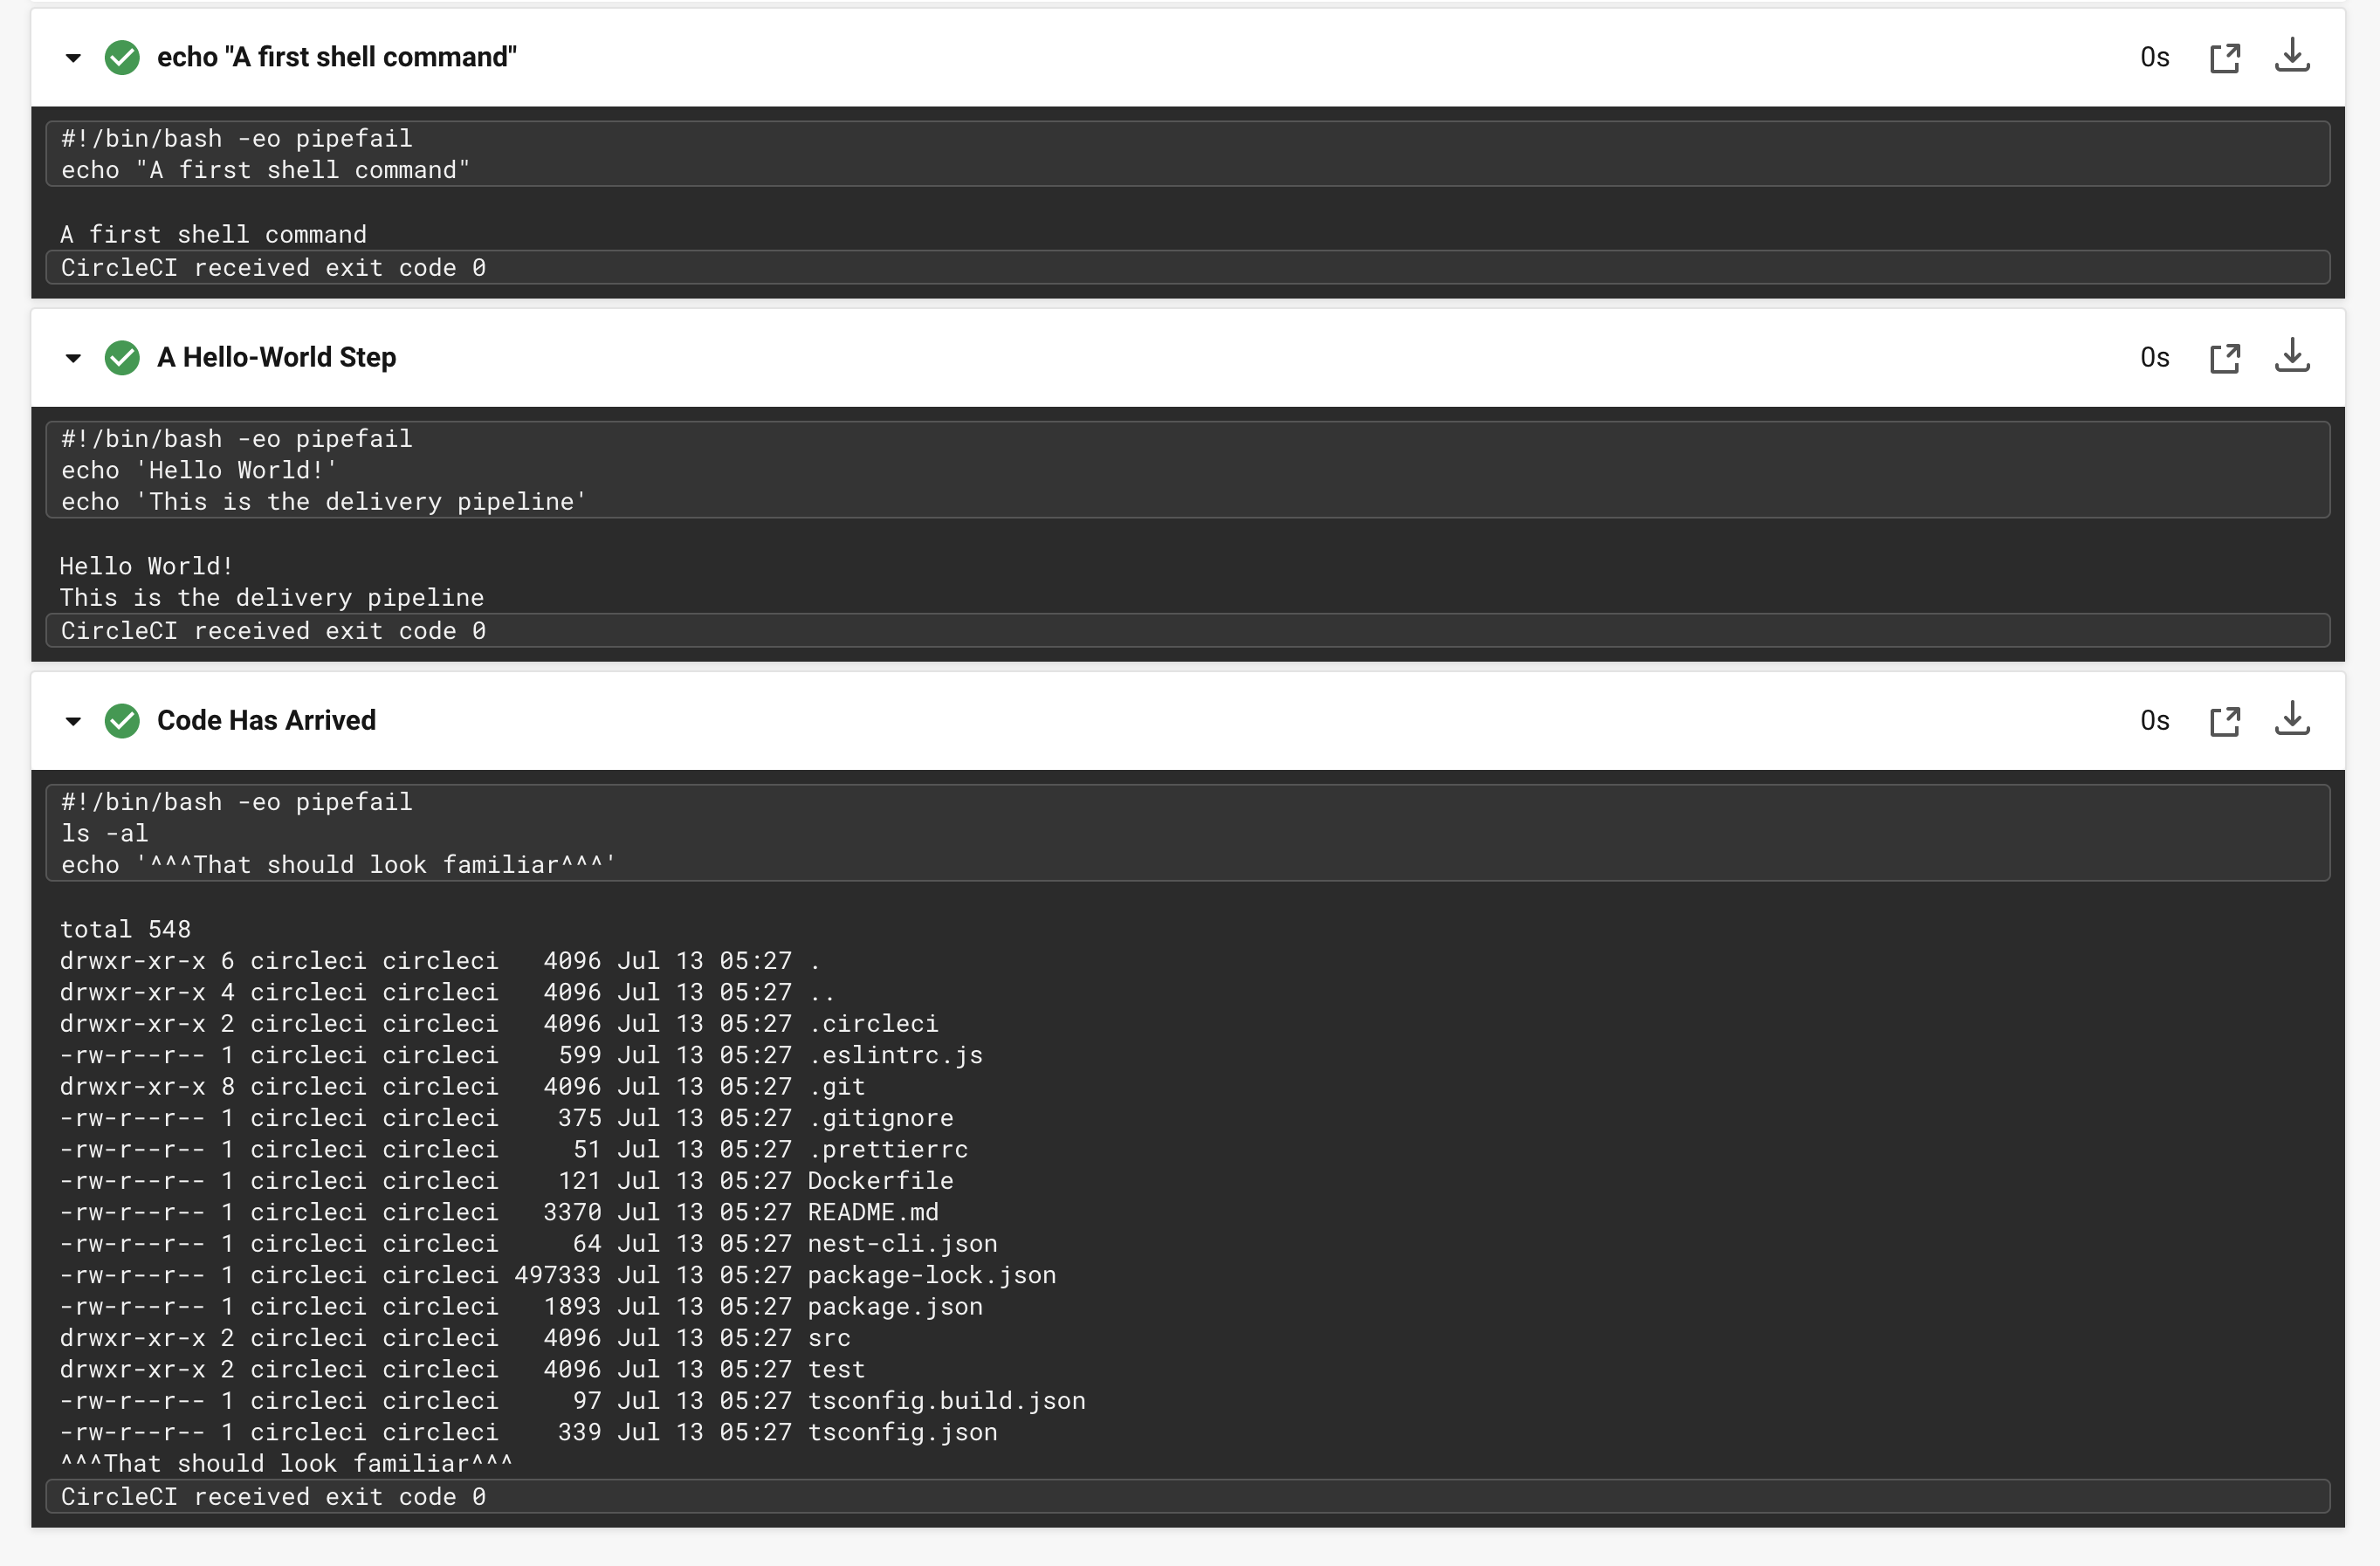 echo "A first shell command" 0s
#!/bin/bash -eo pipefail
echo "A first shell command"
A first shell command
CircleCI received exit code 0
A Hello-World Step 0s
#!/bin/bash -eo pipefail
echo 'Hello World!'
echo 'This is the delivery pipeline'
Hello World!
This is the delivery pipeline
CircleCI received exit code 0
Code Has Arrived 0s
#!/bin/bash -eo pipefail
ls -al
echo '^^^That should look familiar^^^'
total 548
drwxr-xr-x 6 circleci circleci   4096 Jul 13 05:27 .
drwxr-xr-x 4 circleci circleci   4096 Jul 13 05:27 ..
drwxr-xr-x 2 circleci circleci   4096 Jul 13 05:27 .circleci
-rw-r--r-- 1 circleci circleci    599 Jul 13 05:27 .eslintrc.js
drwxr-xr-x 8 circleci circleci   4096 Jul 13 05:27 .git
-rw-r--r-- 1 circleci circleci    375 Jul 13 05:27 .gitignore
-rw-r--r-- 1 circleci circleci     51 Jul 13 05:27 .prettierrc
-rw-r--r-- 1 circleci circleci    121 Jul 13 05:27 Dockerfile
-rw-r--r-- 1 circleci circleci   3370 Jul 13 05:27 README.md
-rw-r--r-- 1 circleci circleci     64 Jul 13 05:27 nest-cli.json
-rw-r--r-- 1 circleci circleci 497333 Jul 13 05:27 package-lock.json
-rw-r--r-- 1 circleci circleci   1893 Jul 13 05:27 package.json
drwxr-xr-x 2 circleci circleci   4096 Jul 13 05:27 src
drwxr-xr-x 2 circleci circleci   4096 Jul 13 05:27 test
-rw-r--r-- 1 circleci circleci     97 Jul 13 05:27 tsconfig.build.json
-rw-r--r-- 1 circleci circleci    339 Jul 13 05:27 tsconfig.json
^^^That should look familiar^^^
CircleCI received exit code 0